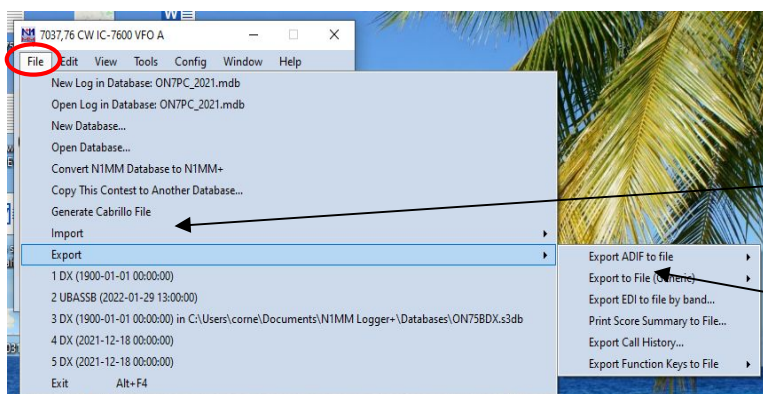 7037,76 CW IC-7600 VFO A
File Edit View Tools Config Window Help
New Log in Database: ON7PC_2021.mdb
Open Log in Database: ON7PC_2021.mdb
New Database...
Open Database...
Convert N1MM Database to N1MM+
Copy This Contest to Another Database...
Generate Cabrillo File
Import
Export
1 DX (1900-01-01 00:00:00)
2 UBASSB (2022-01-29 13:00:00)
3 DX (1900-01-01 00:00:00) in C:\Users\corne\Documents\N1MM Logger+\Databases\ON75BDX.s3db
4 DX (2021-12-18 00:00:00)
5 DX (2021-12-18 00:00:00)
Exit Alt+F4
Export ADIF to file
Export to File (Generic)
Export EDI to file by band...
Print Score Summary to File...
Export Call History...
Export Function Keys to File